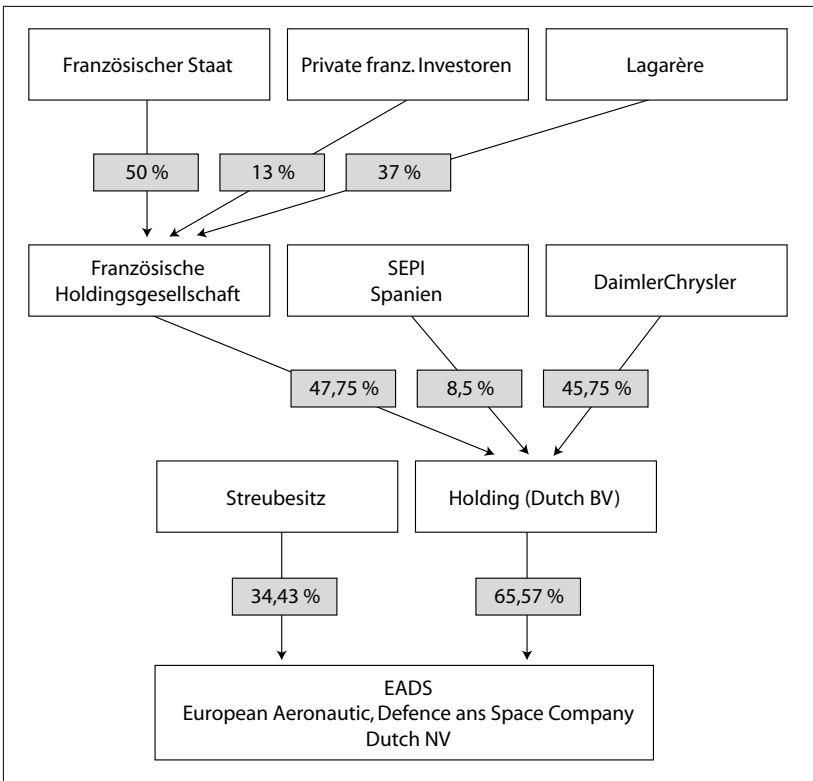 Französischer Staat
Private franz. Investoren
Lagarère
50 %
13 %
37 %
Französische
Holdingsgesellschaft
SEPI
Spanien
DaimlerChrysler
47,75 %
8,5 %
45,75 %
Streubesitz
Holding (Dutch BV)
34,43 %
65,57 %
EADS
European Aeronautic, Defence ans Space Company
Dutch NV